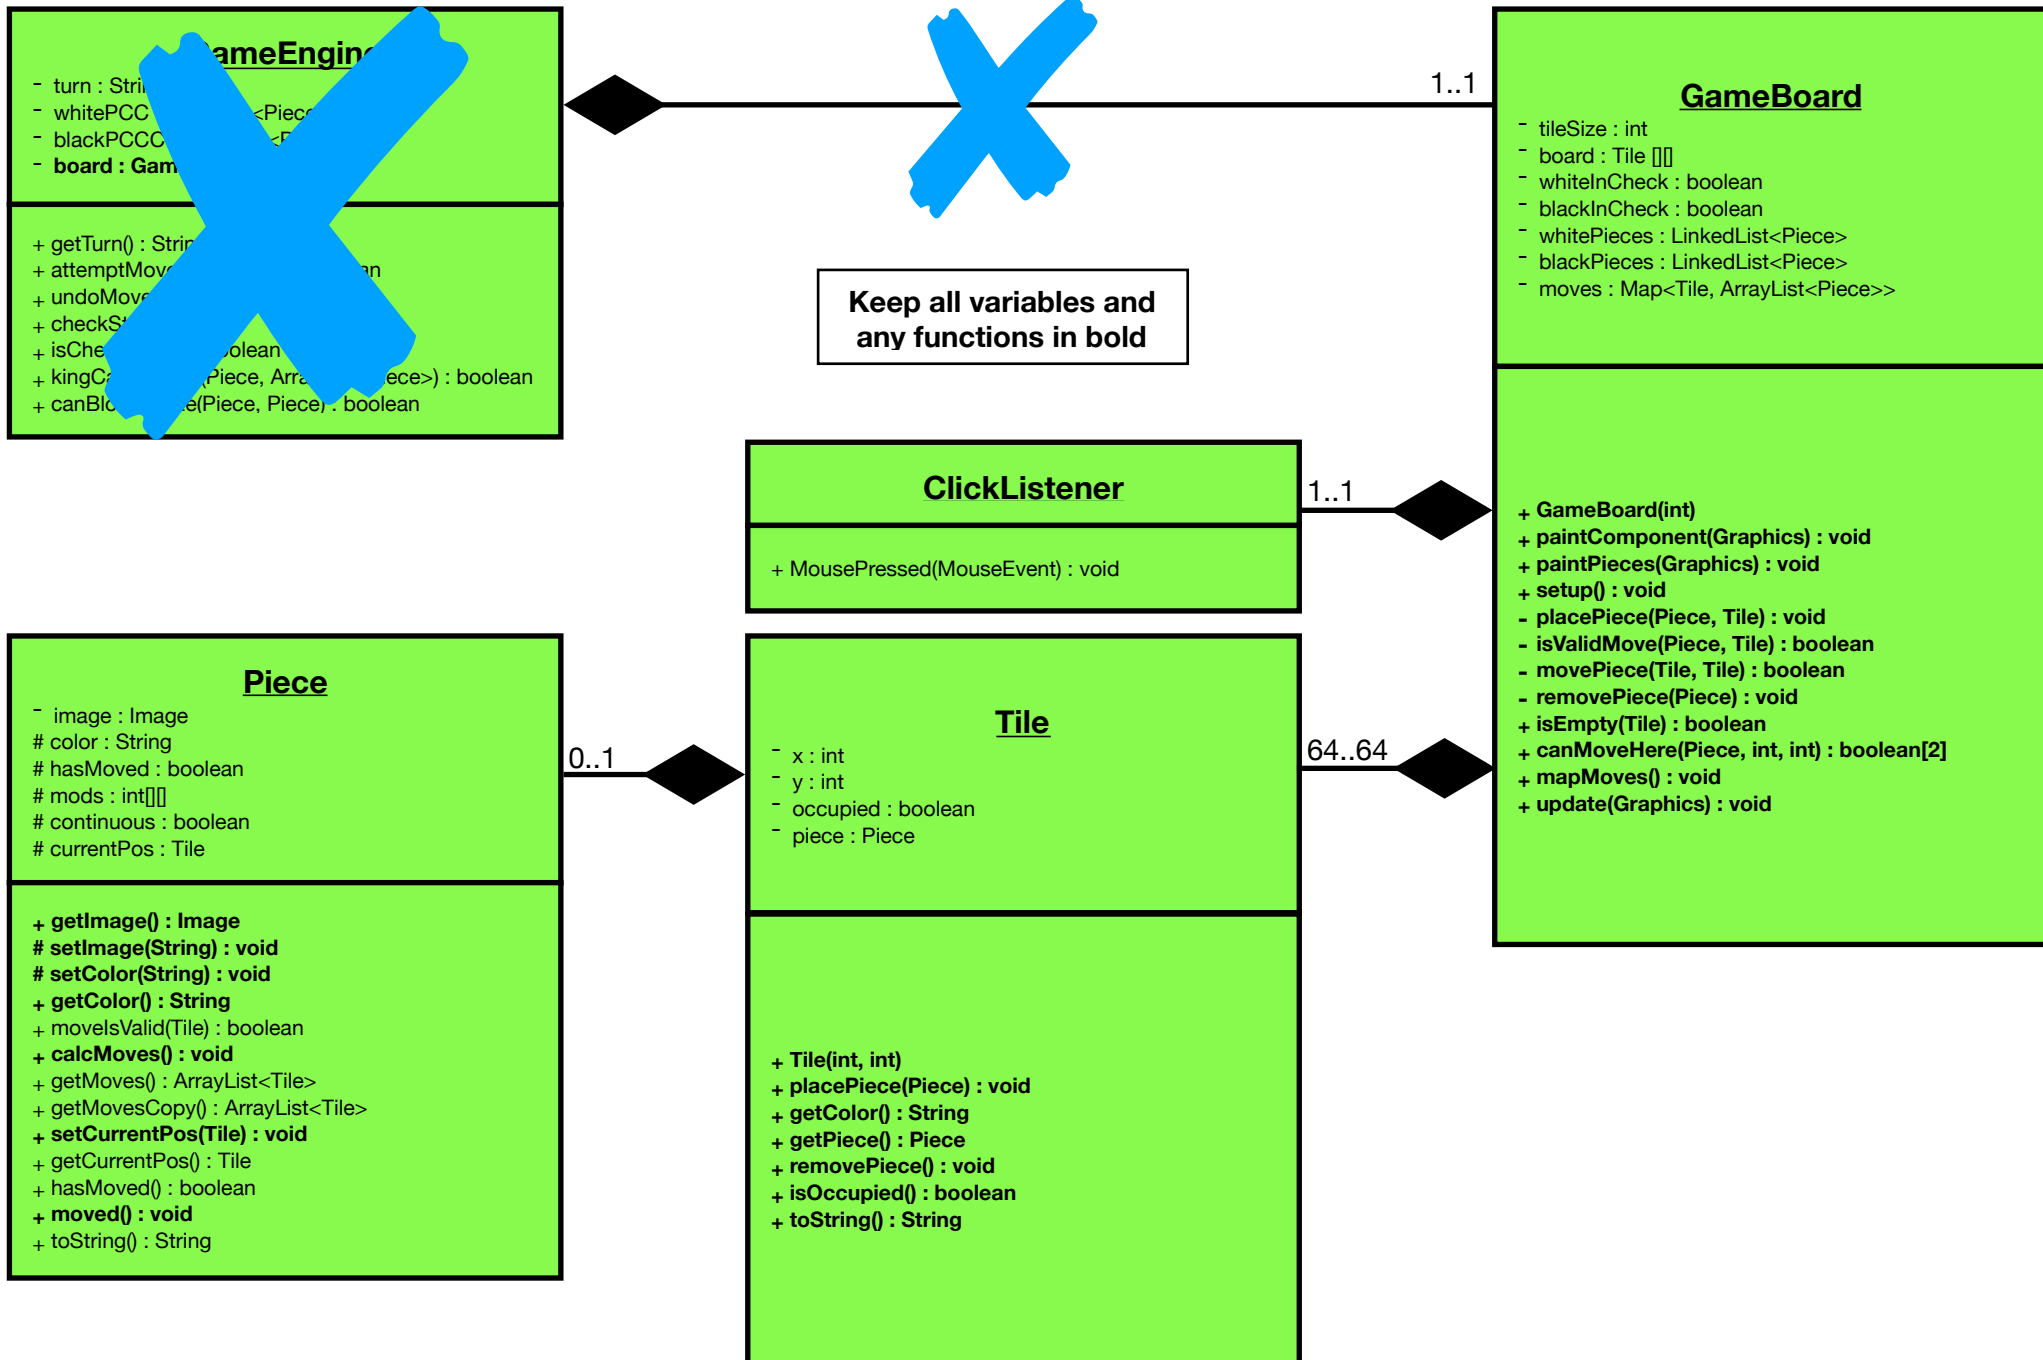 ameEngin
- turn : Stri
- whitePCC <Piec
- blackPCCC
- board : Gam
+ getTurn() : Strin
+ attemptMov an
+ undoMove
+ checkSt
+ isChe olean
+ kingCa (Piece, Arra ece>) : boolean
+ canBlo e(Piece, Piece) : boolean
1..1
GameBoard
- tileSize : int
- board : Tile [][]
- whiteInCheck : boolean
- blackInCheck : boolean
- whitePieces : LinkedList<Piece>
- blackPieces : LinkedList<Piece>
- moves : Map<Tile, ArrayList<Piece>>
+ GameBoard(int)
+ paintComponent(Graphics) : void
+ paintPieces(Graphics) : void
+ setup() : void
- placePiece(Piece, Tile) : void
- isValidMove(Piece, Tile) : boolean
- movePiece(Tile, Tile) : boolean
- removePiece(Piece) : void
+ isEmpty(Tile) : boolean
+ canMoveHere(Piece, int, int) : boolean[2]
+ mapMoves() : void
+ update(Graphics) : void
Keep all variables and
any functions in bold
ClickListener
+ MousePressed(MouseEvent) : void
1..1
Piece
- image : Image
# color : String
# hasMoved : boolean
# mods : int[][]
# continuous : boolean
# currentPos : Tile
+ getImage() : Image
# setImage(String) : void
# setColor(String) : void
+ getColor() : String
+ moveIsValid(Tile) : boolean
+ calcMoves() : void
+ getMoves() : ArrayList<Tile>
+ getMovesCopy() : ArrayList<Tile>
+ setCurrentPos(Tile) : void
+ getCurrentPos() : Tile
+ hasMoved() : boolean
+ moved() : void
+ toString() : String
0..1
Tile
- x : int
- y : int
- occupied : boolean
- piece : Piece
+ Tile(int, int)
+ placePiece(Piece) : void
+ getColor() : String
+ getPiece() : Piece
+ removePiece() : void
+ isOccupied() : boolean
+ toString() : String
64..64